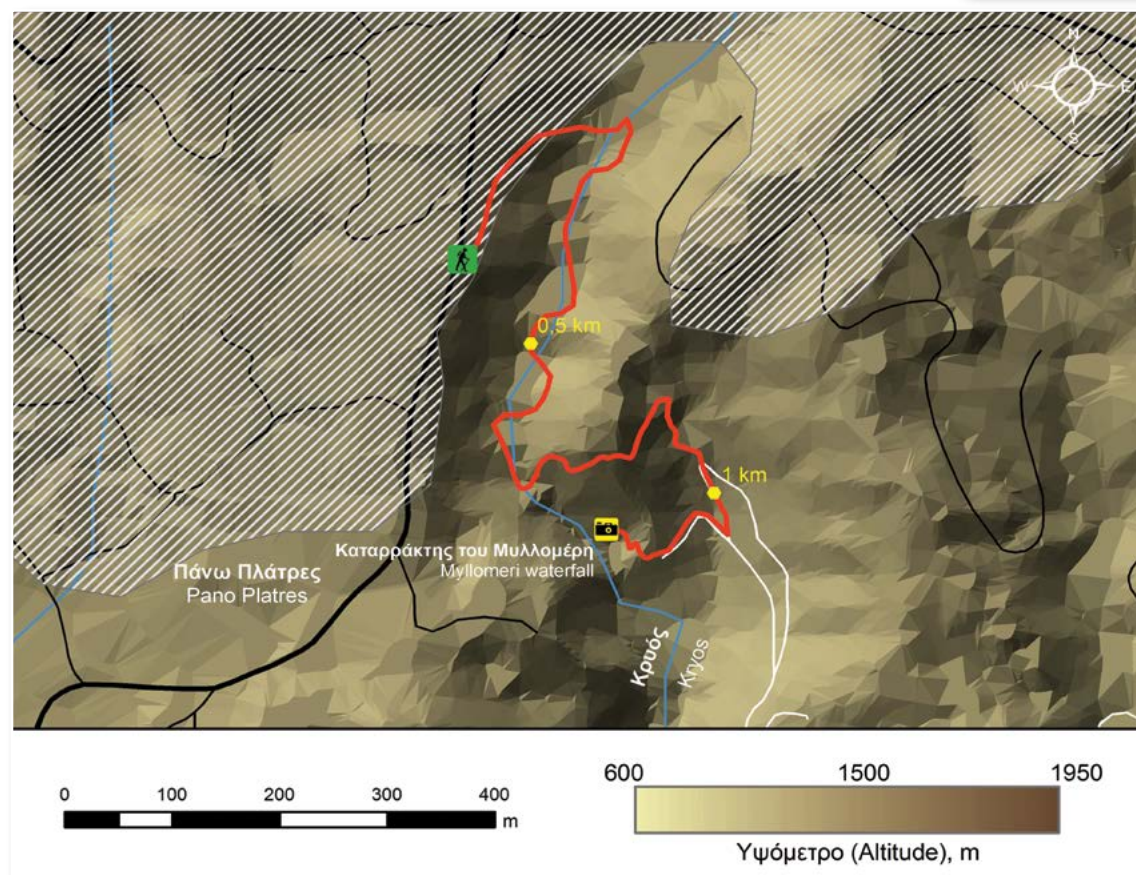 N
W
E
S
0,5 km
1 km
Καταρράκτης του Μυλλομέρη
Myllomeri waterfall
Πάνω Πλάτρες
Pano Platres
Κρυός
Kryos
0 100 200 300 400
m
600 1500 1950
Υψόμετρο (Altitude), m